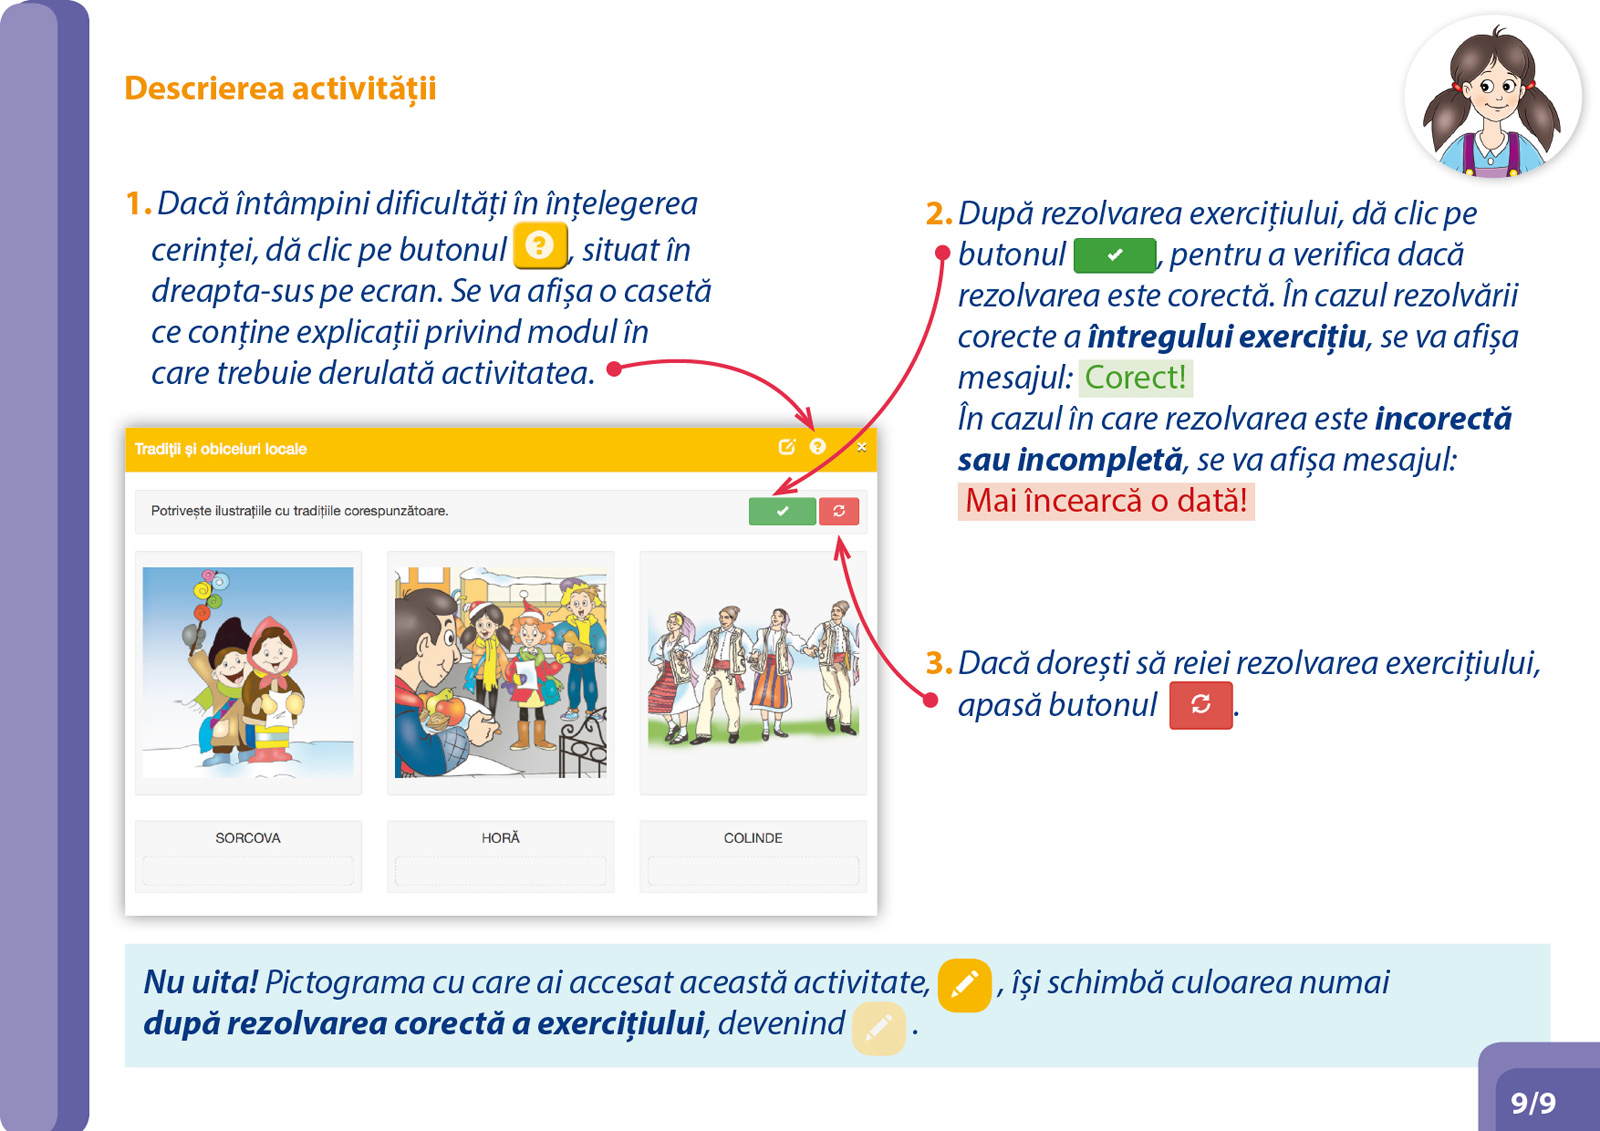 Descrierea activității
1. Dacă întâmpini dificultăți în înțelegerea
cerinței, dă clic pe butonul ?, situat în
dreapta-sus pe ecran. Se va afișa o casetă
ce conține explicații privind modul în
care trebuie derulată activitatea.
2. După rezolvarea exercițiului, dă clic pe
butonul , pentru a verifica dacă
rezolvarea este corectă. În cazul rezolvării
corecte a întregului exercițiu, se va afișa
mesajul: Corect!
În cazul în care rezolvarea este incorectă
sau incompletă, se va afișa mesajul:
Mai încearcă o dată!
3. Dacă dorești să reiei rezolvarea exercițiului,
apasă butonul .
Tradiții și obiceiuri locale
Potrivește ilustrațiile cu tradițiile corespunzătoare.
SORCOVA
HORĂ
COLINDE
Nu uita! Pictograma cu care ai accesat această activitate, , își schimbă culoarea numai
după rezolvarea corectă a exercițiului, devenind .
9/9